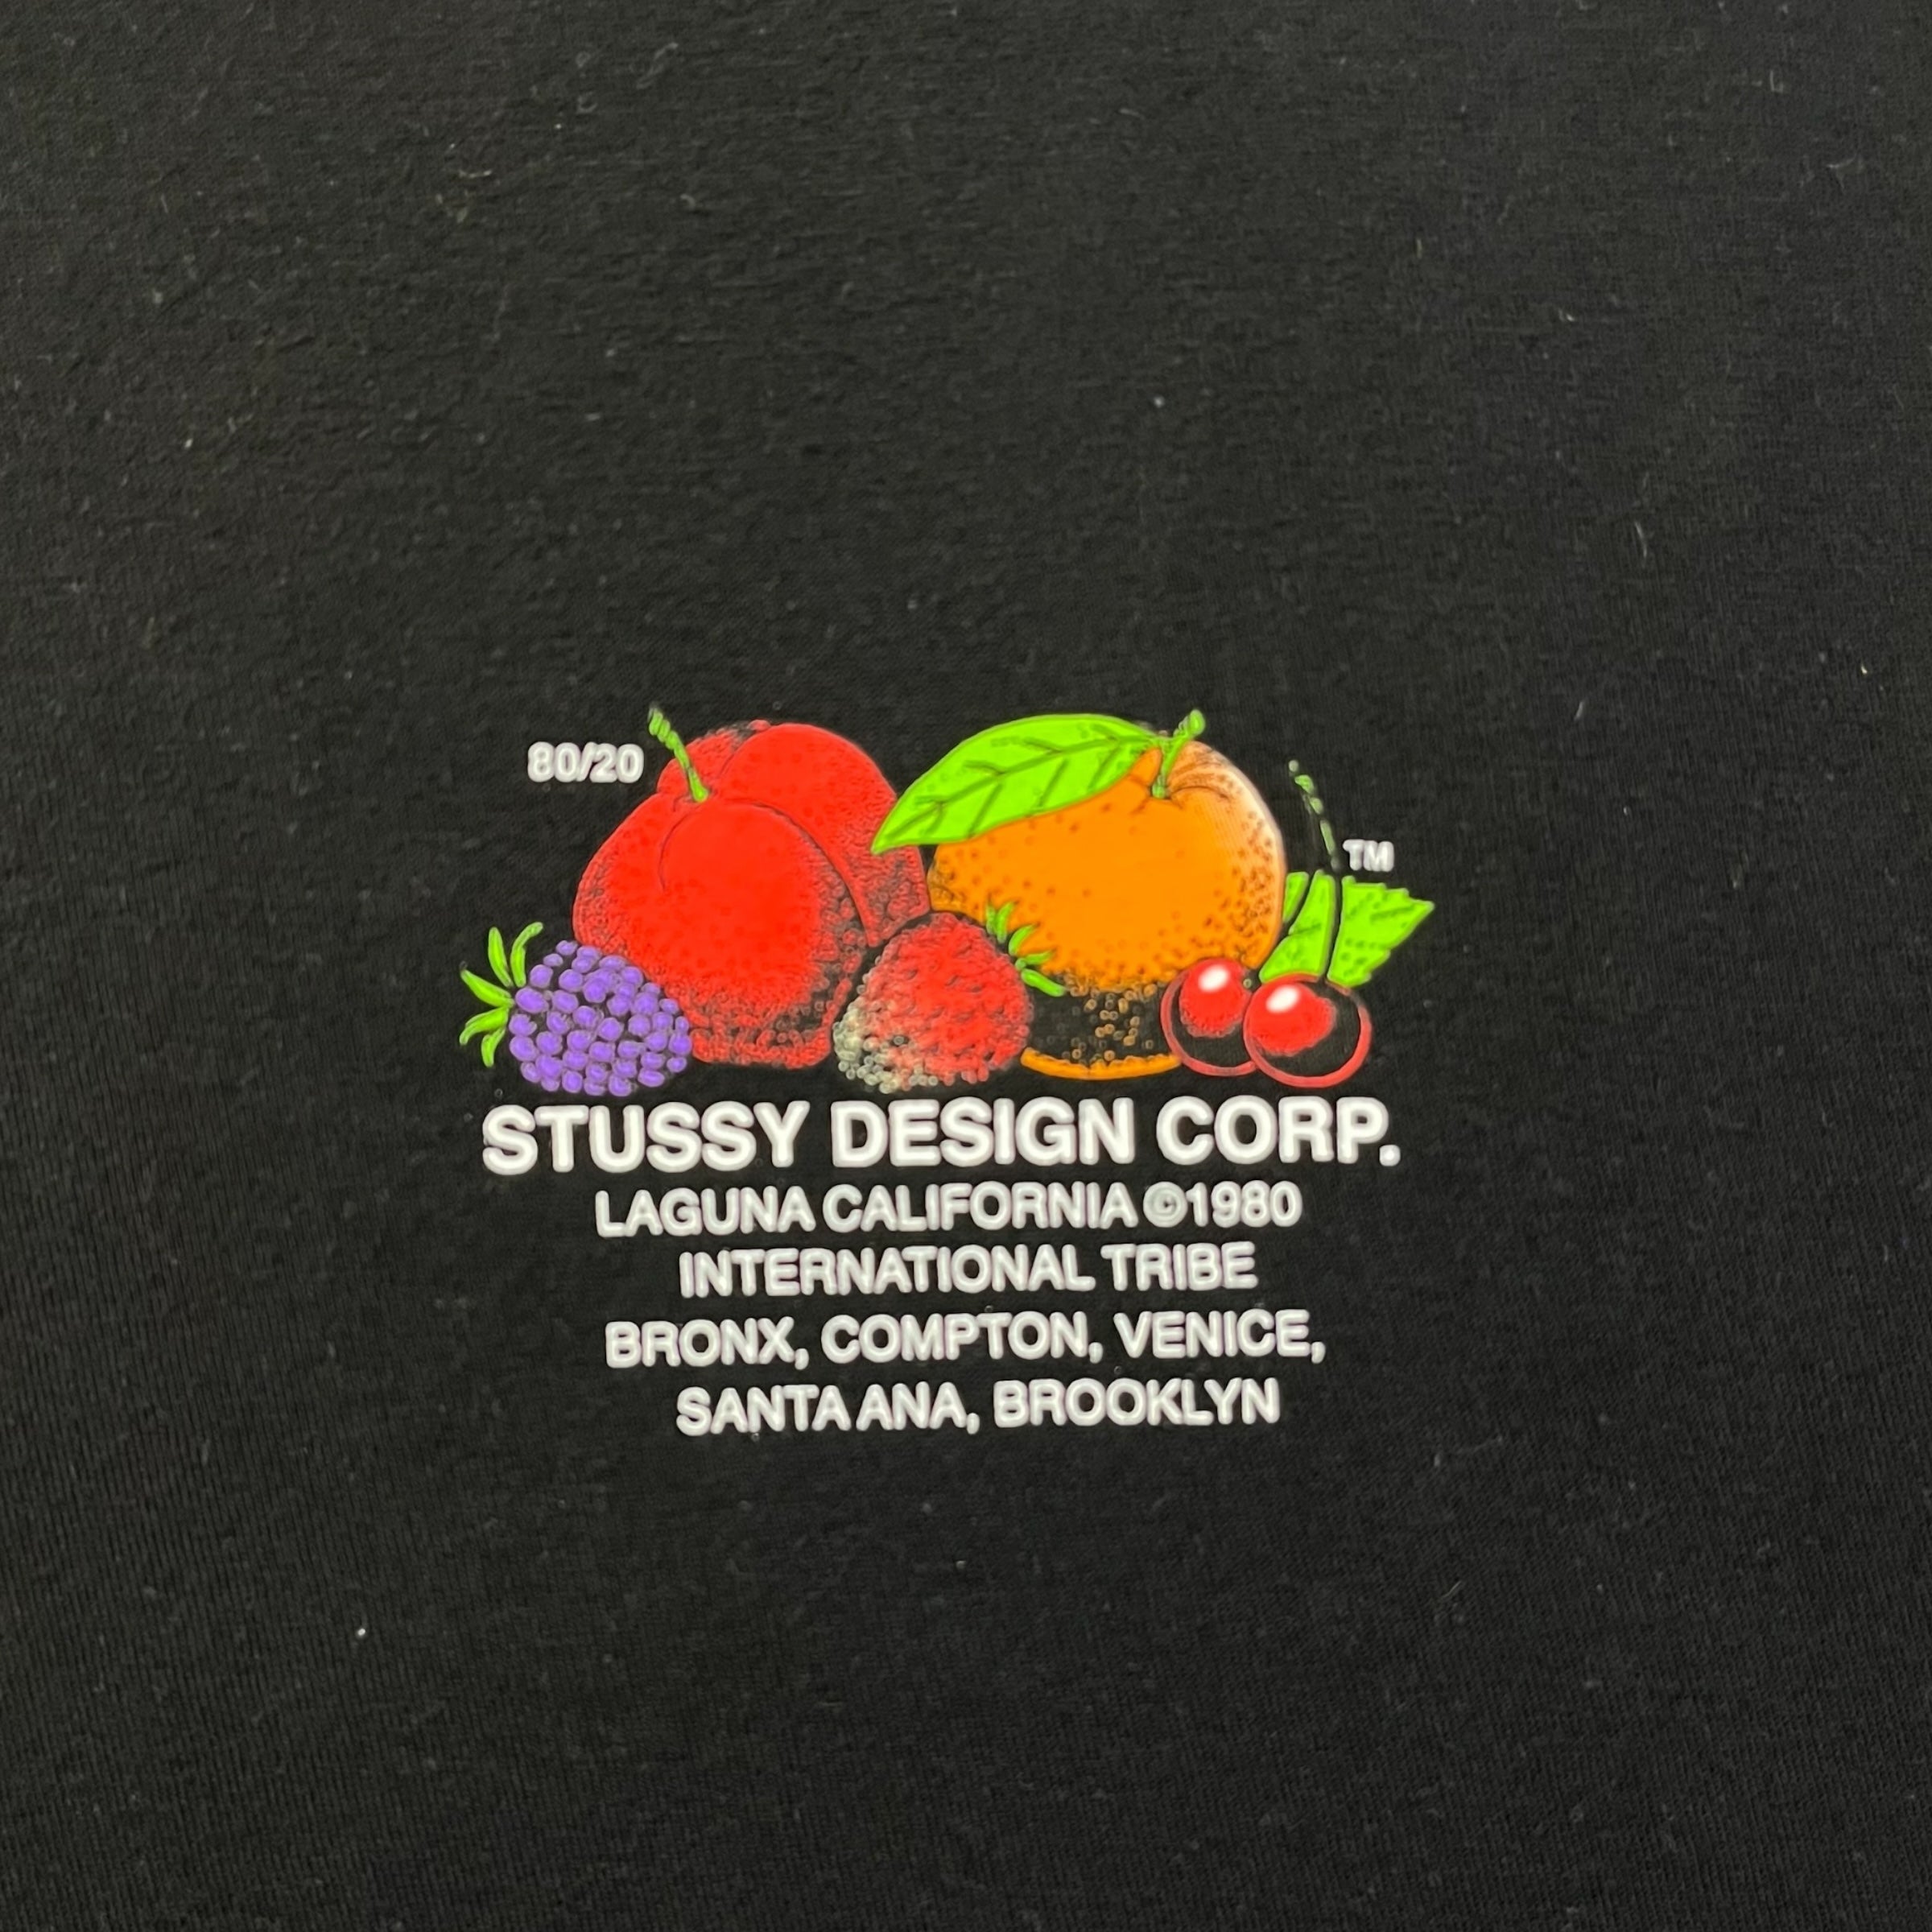 80/20
TM
STUSSY DESIGN CORP.
LAGUNA CALIFORNIA ©1980
INTERNATIONAL TRIBE
BRONX, COMPTON, VENICE,
SANTA ANA, BROOKLYN